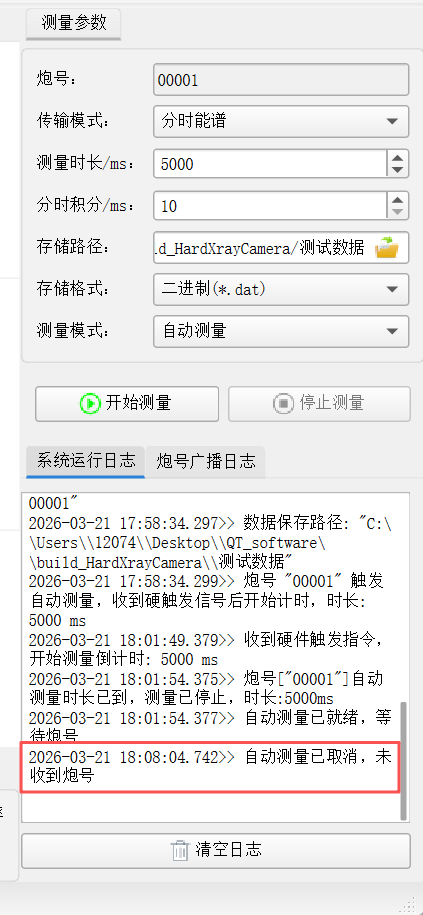 测量参数
炮号：
00001
传输模式：
分时能谱
测量时长/ms：
5000
分时积分/ms：
10
存储路径：
d_HardXrayCamera/测试数据
存储格式：
二进制(*.dat)
测量模式：
自动测量
开始测量
停止测量
系统运行日志
炮号广播日志
00001"
2026-03-21 17:58:34.297>> 数据保存路径: "C:\
\Users\\12074\\Desktop\\QT_software\
\build_HardXrayCamera\\测试数据"
2026-03-21 17:58:34.299>> 炮号 "00001" 触发
自动测量，收到硬触发信号后开始计时，时长:
5000 ms
2026-03-21 18:01:49.379>> 收到硬件触发指令，
开始测量倒计时: 5000 ms
2026-03-21 18:01:54.375>> 炮号["00001"]自动
测量时长已到，测量已停止，时长:5000ms
2026-03-21 18:01:54.377>> 自动测量已就绪，等
待炮号
2026-03-21 18:08:04.742>> 自动测量已取消，未
收到炮号
清空日志